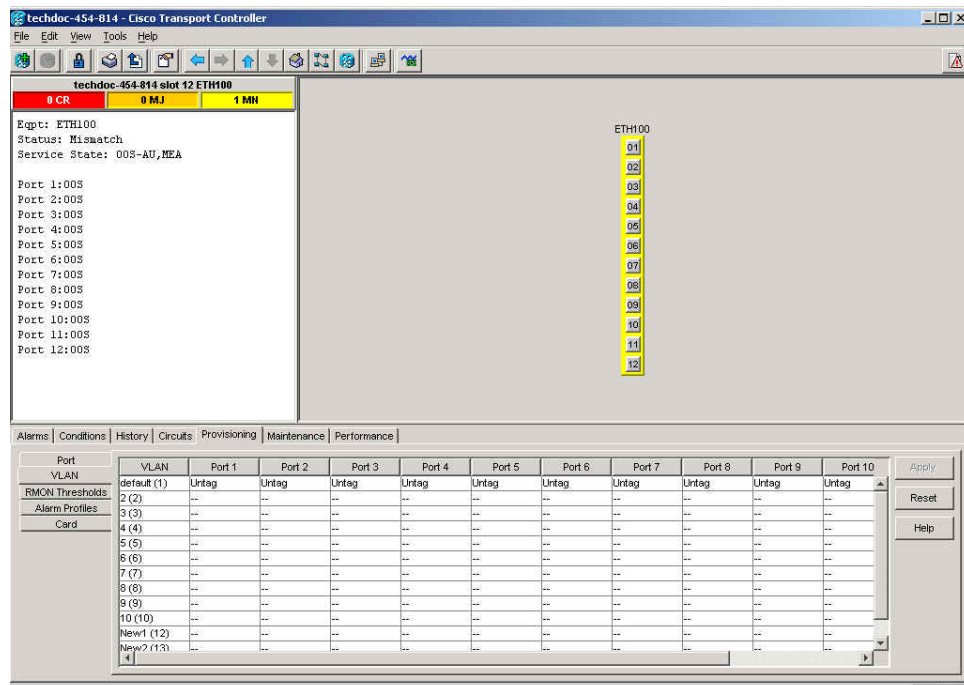 techdoc-454-814 - Cisco Transport Controller
File Edit View Tools Help
techdoc-454-814 slot 12 ETH100
0 CR 0 MJ 1 MN
Eqpt: ETH100
Status: Mismatch
Service State: OOS-AU,MEA
Port 1:OOS
Port 2:OOS
Port 3:OOS
Port 4:OOS
Port 5:OOS
Port 6:OOS
Port 7:OOS
Port 8:OOS
Port 9:OOS
Port 10:OOS
Port 11:OOS
Port 12:OOS
ETH100
01
02
03
04
05
06
07
08
09
10
11
12
Alarms Conditions History Circuits Provisioning Maintenance Performance
Port
VLAN
RMON Thresholds
Alarm Profiles
Card
VLAN Port 1 Port 2 Port 3 Port 4 Port 5 Port 6 Port 7 Port 8 Port 9 Port 10
default (1) Untag Untag Untag Untag Untag Untag Untag Untag Untag Untag
2 (2) -- -- -- -- -- -- -- -- -- --
3 (3) -- -- -- -- -- -- -- -- -- --
4 (4) -- -- -- -- -- -- -- -- -- --
5 (5) -- -- -- -- -- -- -- -- -- --
6 (6) -- -- -- -- -- -- -- -- -- --
7 (7) -- -- -- -- -- -- -- -- -- --
8 (8) -- -- -- -- -- -- -- -- -- --
9 (9) -- -- -- -- -- -- -- -- -- --
10 (10) -- -- -- -- -- -- -- -- -- --
New1 (12) -- -- -- -- -- -- -- -- -- --
New2 (13) -- -- -- -- -- -- -- -- -- --
Apply
Reset
Help